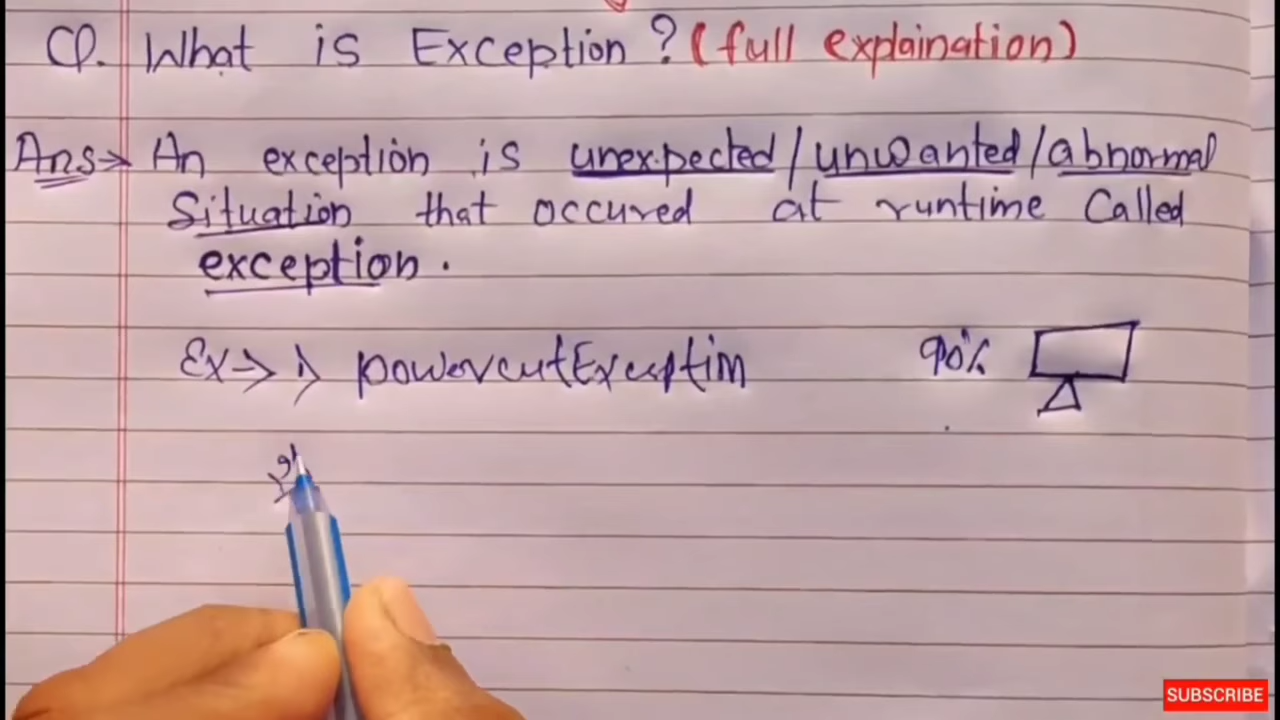 Q. What is Exception? (full explaination)
Ans→ An exception is unexpected/unwanted/abnormal
Situation that occured at runtime Called
exception.
Ex→ 1) powercutException 90%
SUBSCRIBE